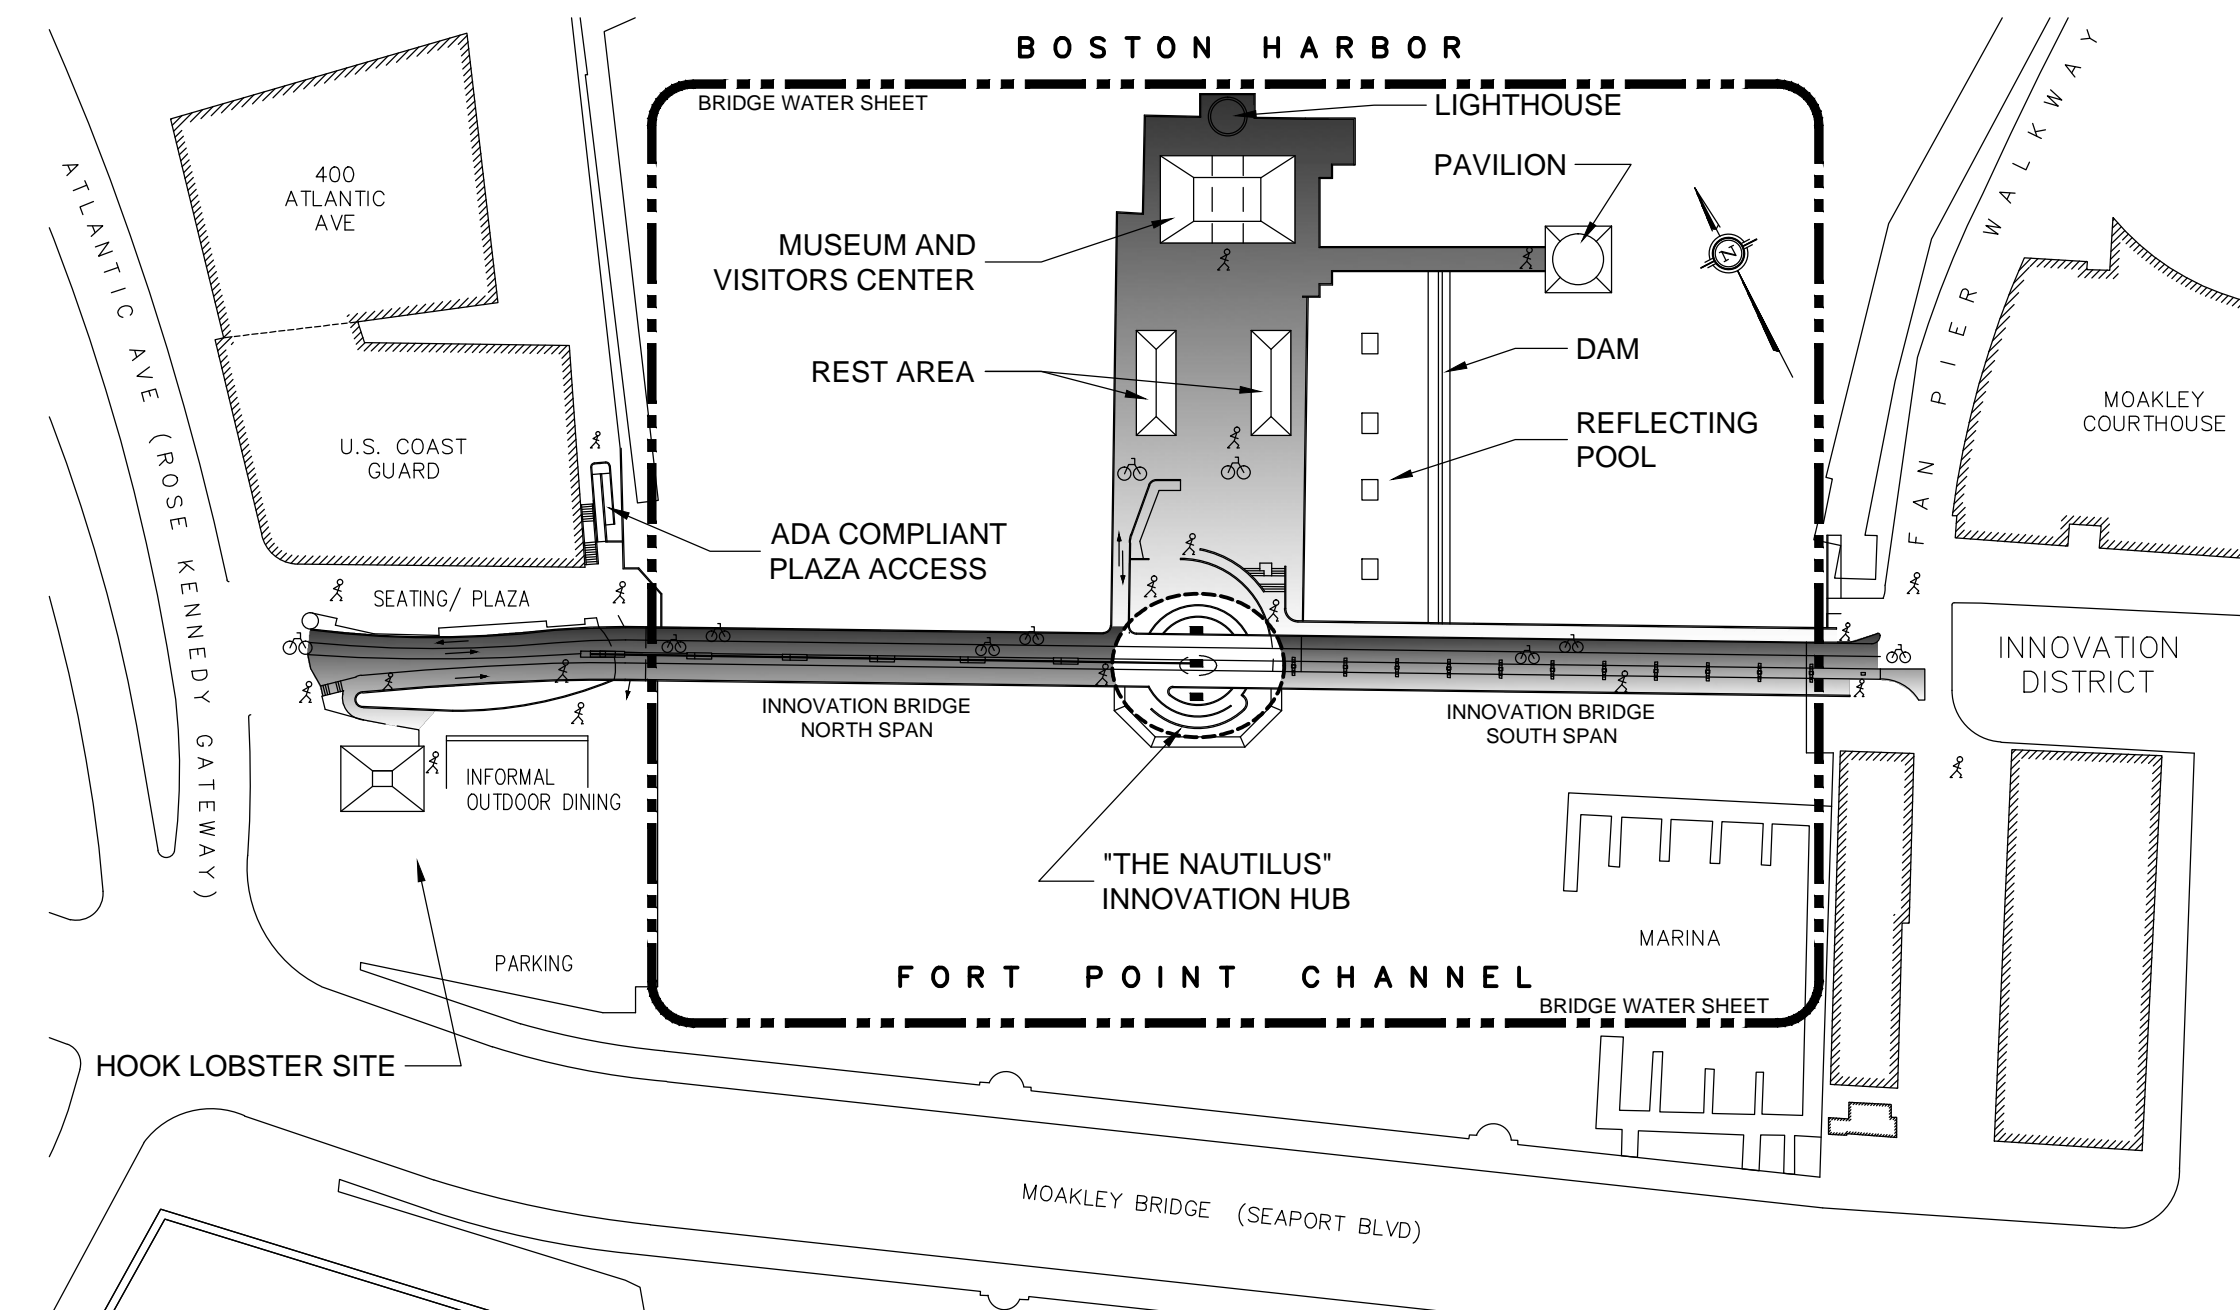 BOSTON HARBOR
BRIDGE WATER SHEET
LIGHTHOUSE
PAVILION
400
ATLANTIC
AVE
MUSEUM AND
VISITORS CENTER
N
FAN PIER WALKWAY
ATLANTIC AVE (ROSE KENNEDY GATEWAY)
REST AREA
DAM
MOAKLEY
COURTHOUSE
REFLECTING
POOL
U.S. COAST
GUARD
ADA COMPLIANT
PLAZA ACCESS
SEATING/ PLAZA
INNOVATION
DISTRICT
INNOVATION BRIDGE
NORTH SPAN
INNOVATION BRIDGE
SOUTH SPAN
INFORMAL
OUTDOOR DINING
"THE NAUTILUS"
INNOVATION HUB
MARINA
PARKING
FORT POINT CHANNEL
BRIDGE WATER SHEET
HOOK LOBSTER SITE
MOAKLEY BRIDGE (SEAPORT BLVD)